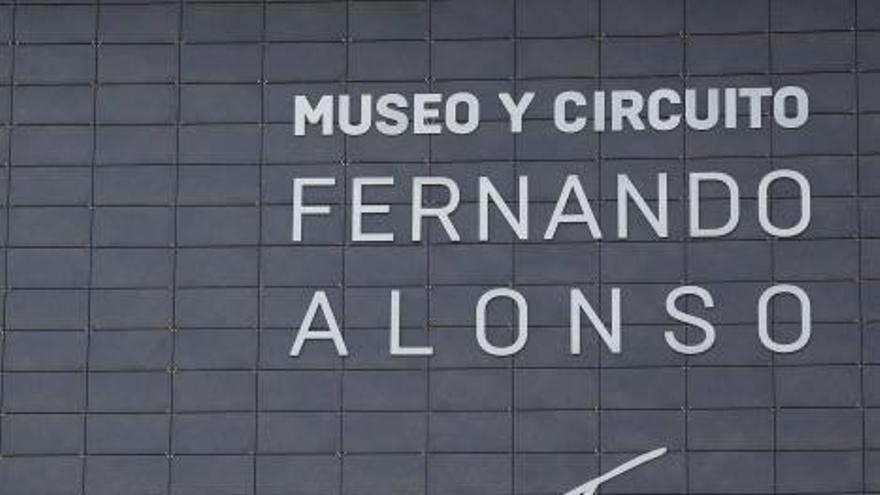 MUSEO Y CIRCUITO
FERNANDO
ALONSO